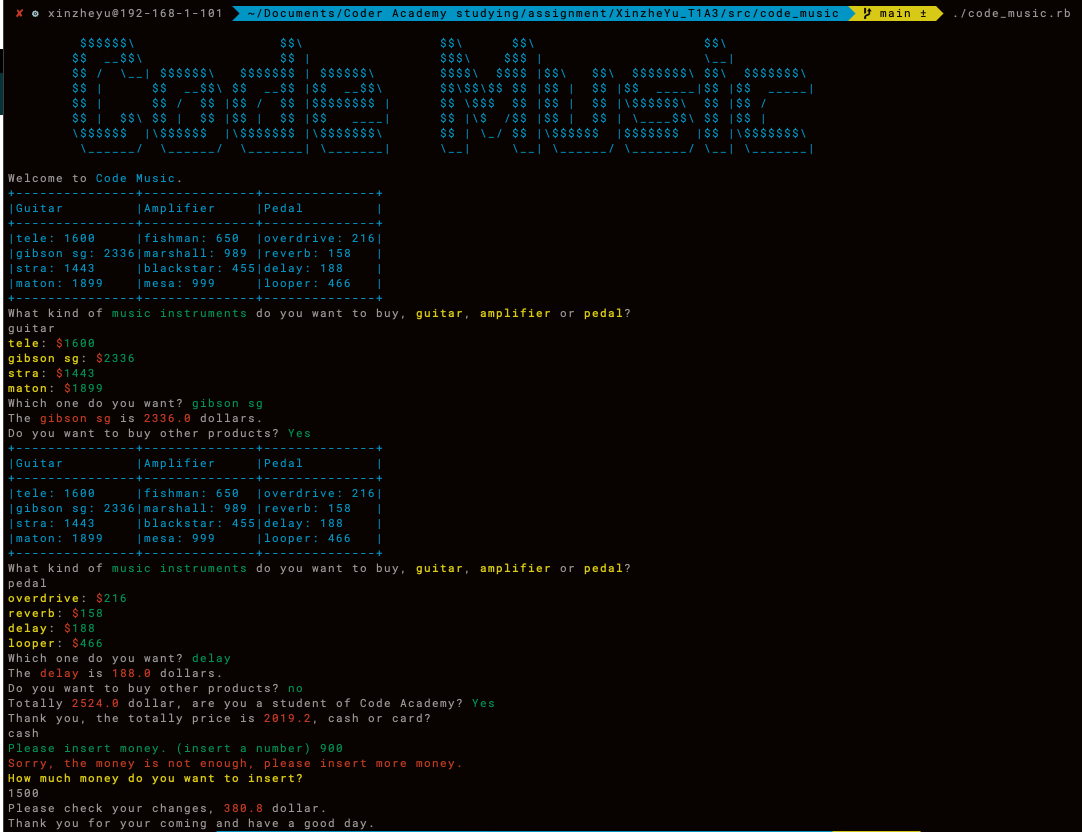 ✘ ⚙ xinzheyu@192-168-1-101 ~/Documents/Coder Academy studying/assignment/XinzheYu_T1A3/src/code_music main ± ./code_music.rb
Code Music
Welcome to Code Music.
+---------------+--------------+--------------+
|Guitar         |Amplifier     |Pedal         |
+---------------+--------------+--------------+
|tele: 1600     |fishman: 650  |overdrive: 216|
|gibson sg: 2336|marshall: 989 |reverb: 158   |
|stra: 1443     |blackstar: 455|delay: 188    |
|maton: 1899    |mesa: 999     |looper: 466   |
+---------------+--------------+--------------+
What kind of music instruments do you want to buy, guitar, amplifier or pedal?
guitar
tele: $1600
gibson sg: $2336
stra: $1443
maton: $1899
Which one do you want? gibson sg
The gibson sg is 2336.0 dollars.
Do you want to buy other products? Yes
+---------------+--------------+--------------+
|Guitar         |Amplifier     |Pedal         |
+---------------+--------------+--------------+
|tele: 1600     |fishman: 650  |overdrive: 216|
|gibson sg: 2336|marshall: 989 |reverb: 158   |
|stra: 1443     |blackstar: 455|delay: 188    |
|maton: 1899    |mesa: 999     |looper: 466   |
+---------------+--------------+--------------+
What kind of music instruments do you want to buy, guitar, amplifier or pedal?
pedal
overdrive: $216
reverb: $158
delay: $188
looper: $466
Which one do you want? delay
The delay is 188.0 dollars.
Do you want to buy other products? no
Totally 2524.0 dollar, are you a student of Code Academy? Yes
Thank you, the totally price is 2019.2, cash or card?
cash
Please insert money. (insert a number) 900
Sorry, the money is not enough, please insert more money.
How much money do you want to insert?
1500
Please check your changes, 380.8 dollar.
Thank you for your coming and have a good day.